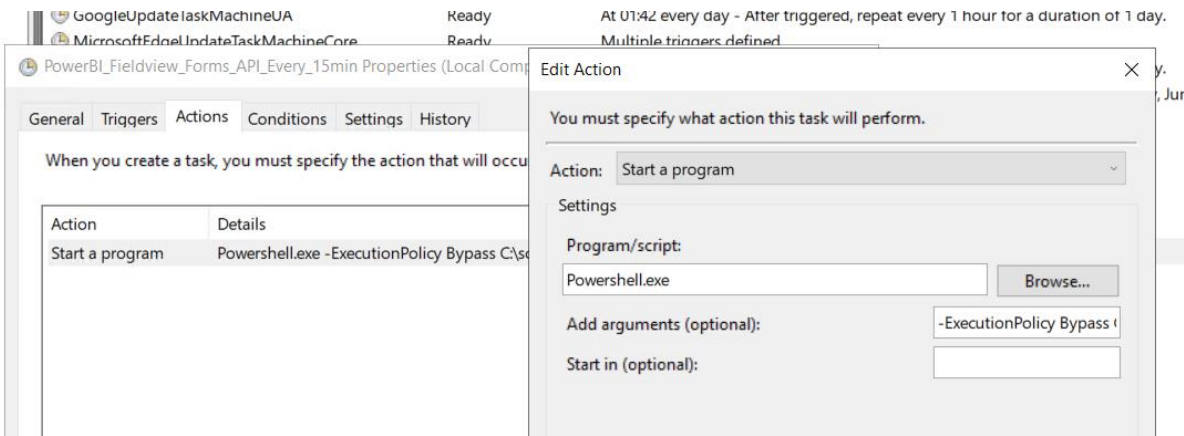 GoogleUpdateTaskMachineUA Ready At 01:42 every day - After triggered, repeat every 1 hour for a duration of 1 day.
MicrosoftEdgeUpdateTaskMachineCore Ready Multiple triggers defined
PowerBI_Fieldview_Forms_API_Every_15min Properties (Local Comp
y.
, Jur
General Triggers Actions Conditions Settings History
When you create a task, you must specify the action that will occu
Action Details
Start a program Powershell.exe -ExecutionPolicy Bypass C:\sc
Edit Action
You must specify what action this task will perform.
Action: Start a program
Settings
Program/script:
Powershell.exe Browse...
Add arguments (optional): -ExecutionPolicy Bypass
Start in (optional):